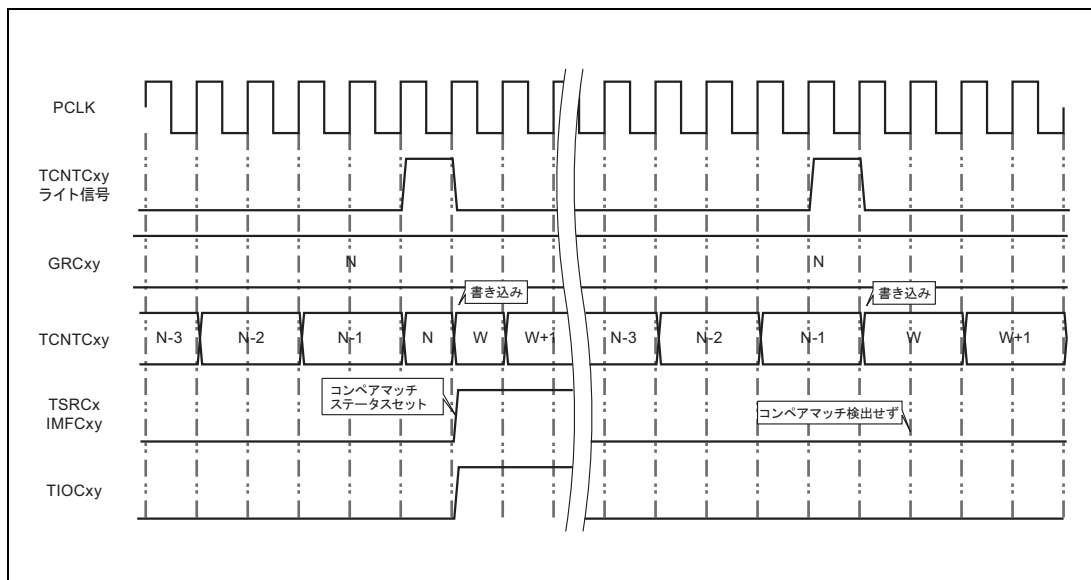 PCLK
TCNTCxy
ライト信号
GRCxy
N
N
書き込み
書き込み
TCNTCxy
N-3
N-2
N-1
N
W
W+1
N-3
N-2
N-1
W
W+1
コンペアマッチ
ステータスセット
TSRCx
IMFCxy
コンペアマッチ検出せず
TIOCxy